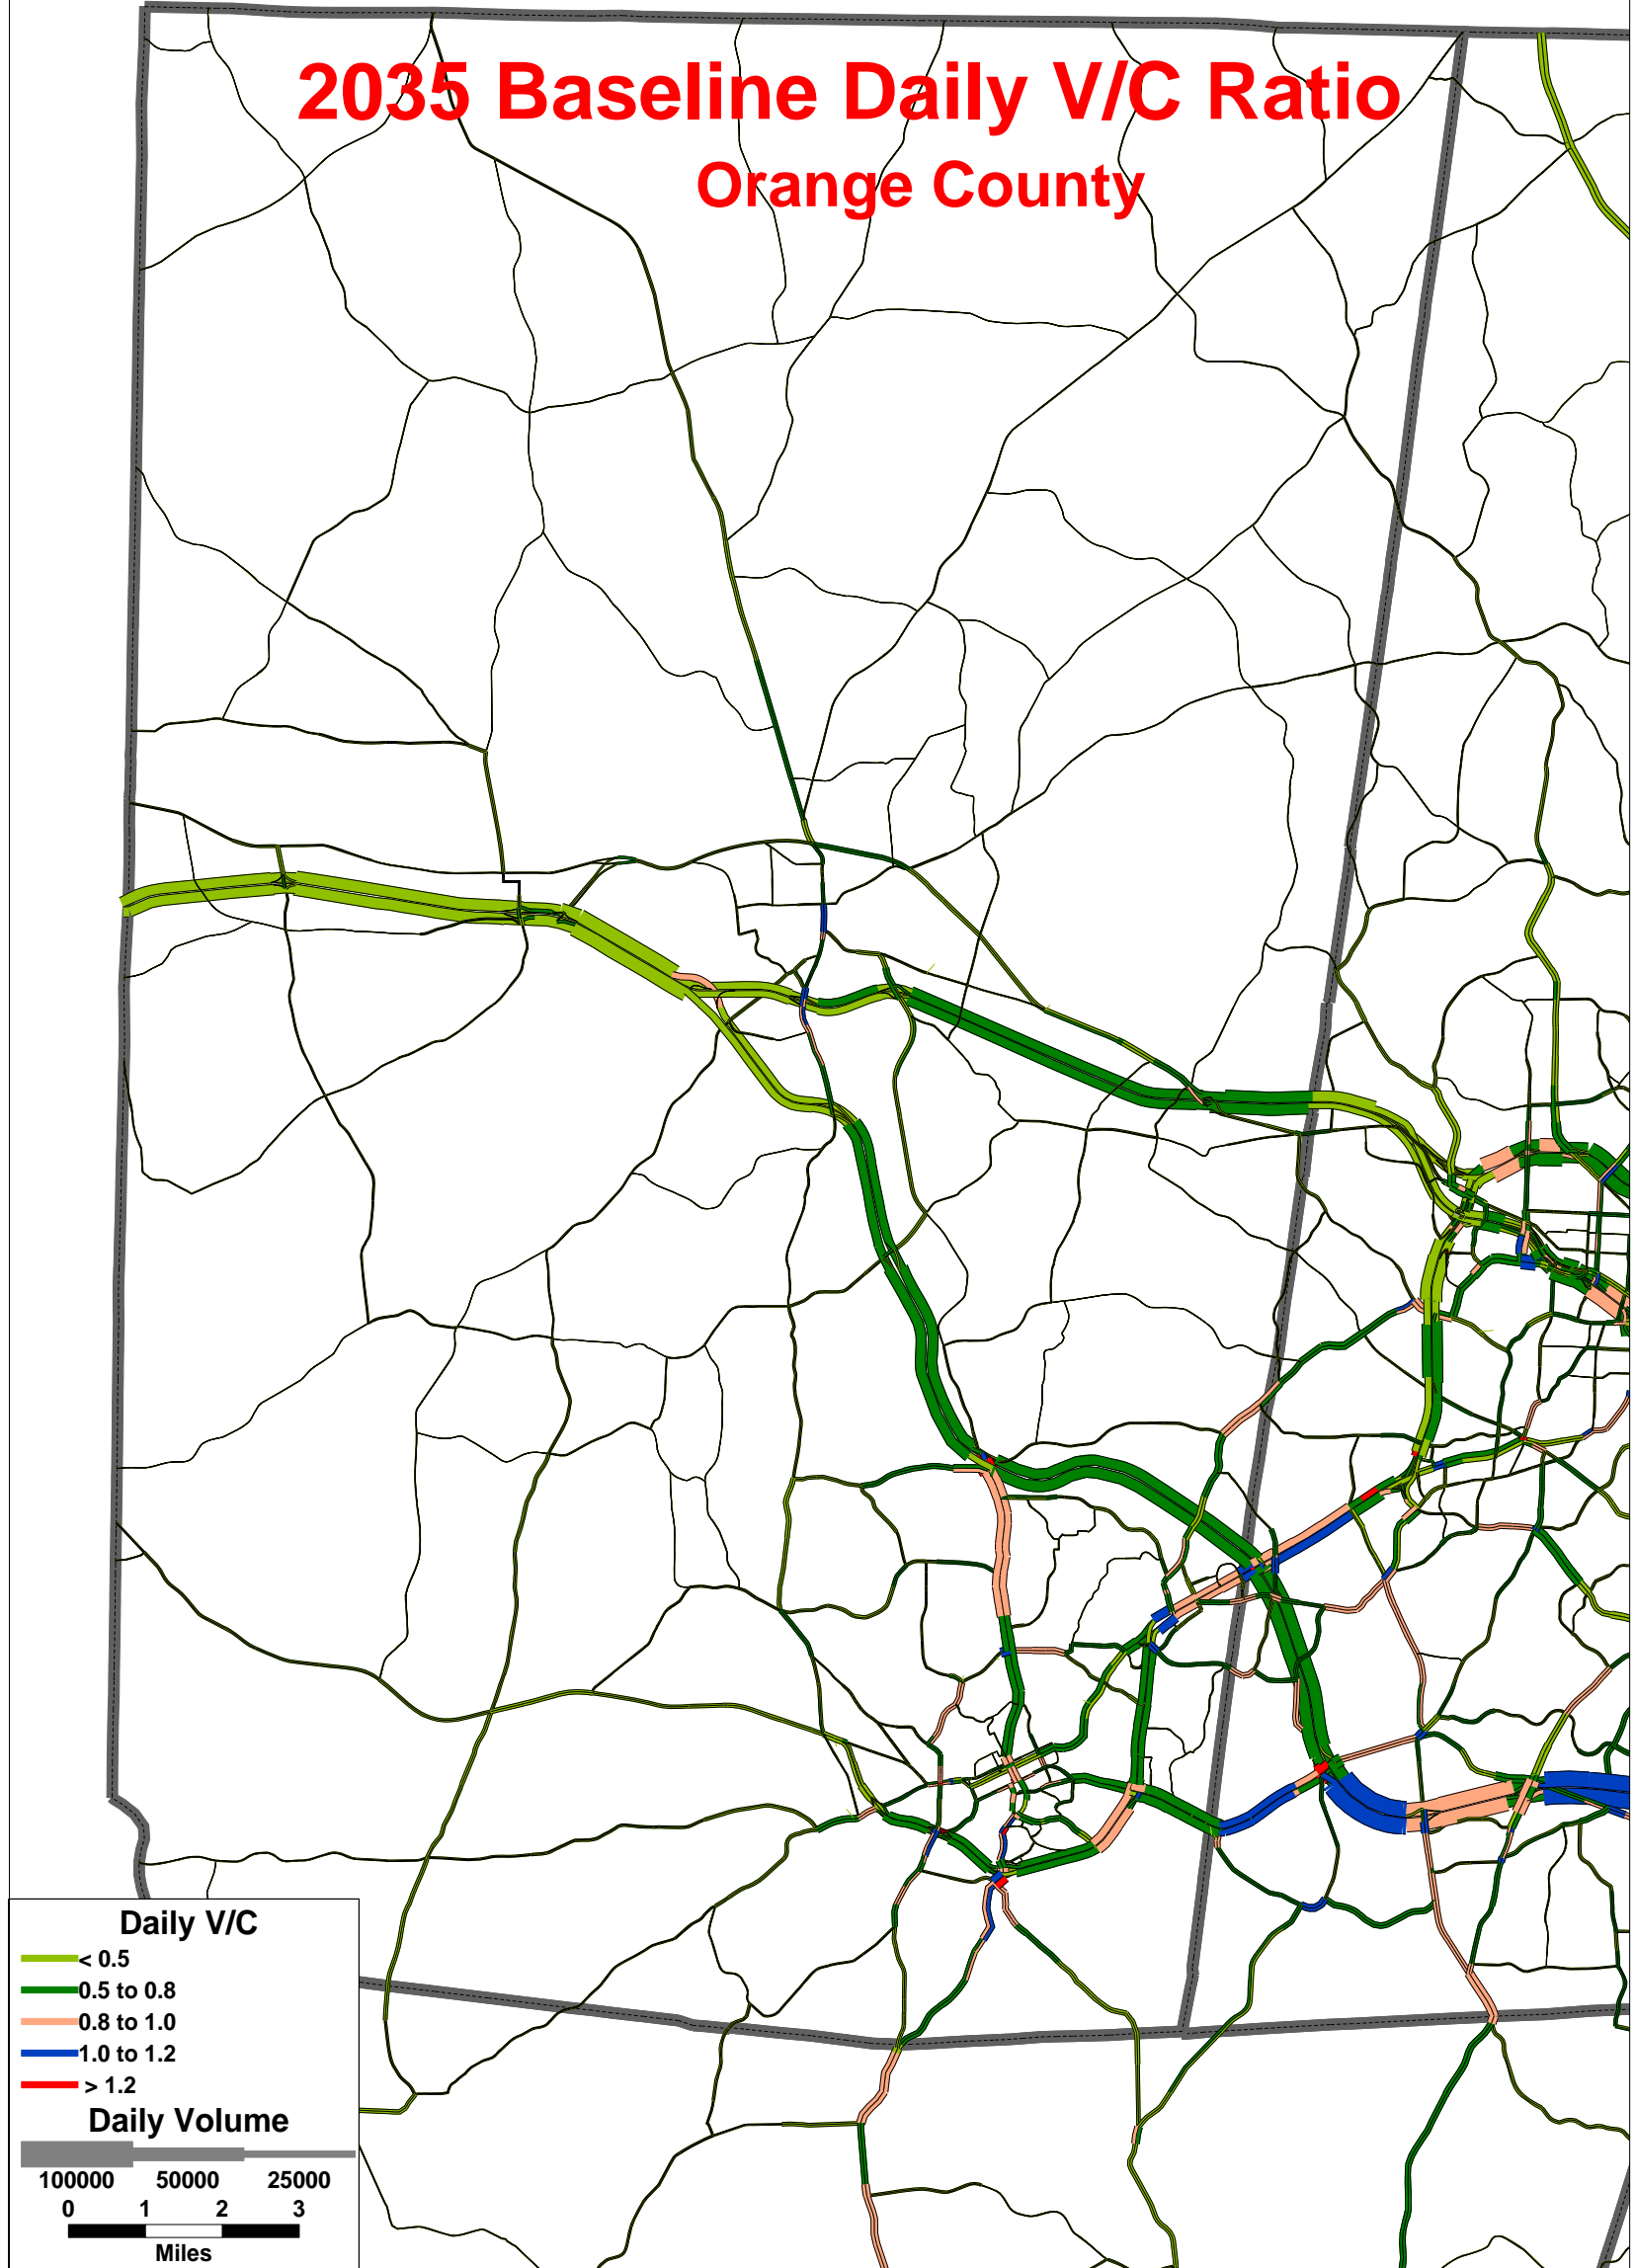 2035 Baseline Daily V/C Ratio
Orange County
Daily V/C
< 0.5
0.5 to 0.8
0.8 to 1.0
1.0 to 1.2
> 1.2
Daily Volume
100000 50000 25000
0 1 2 3
Miles